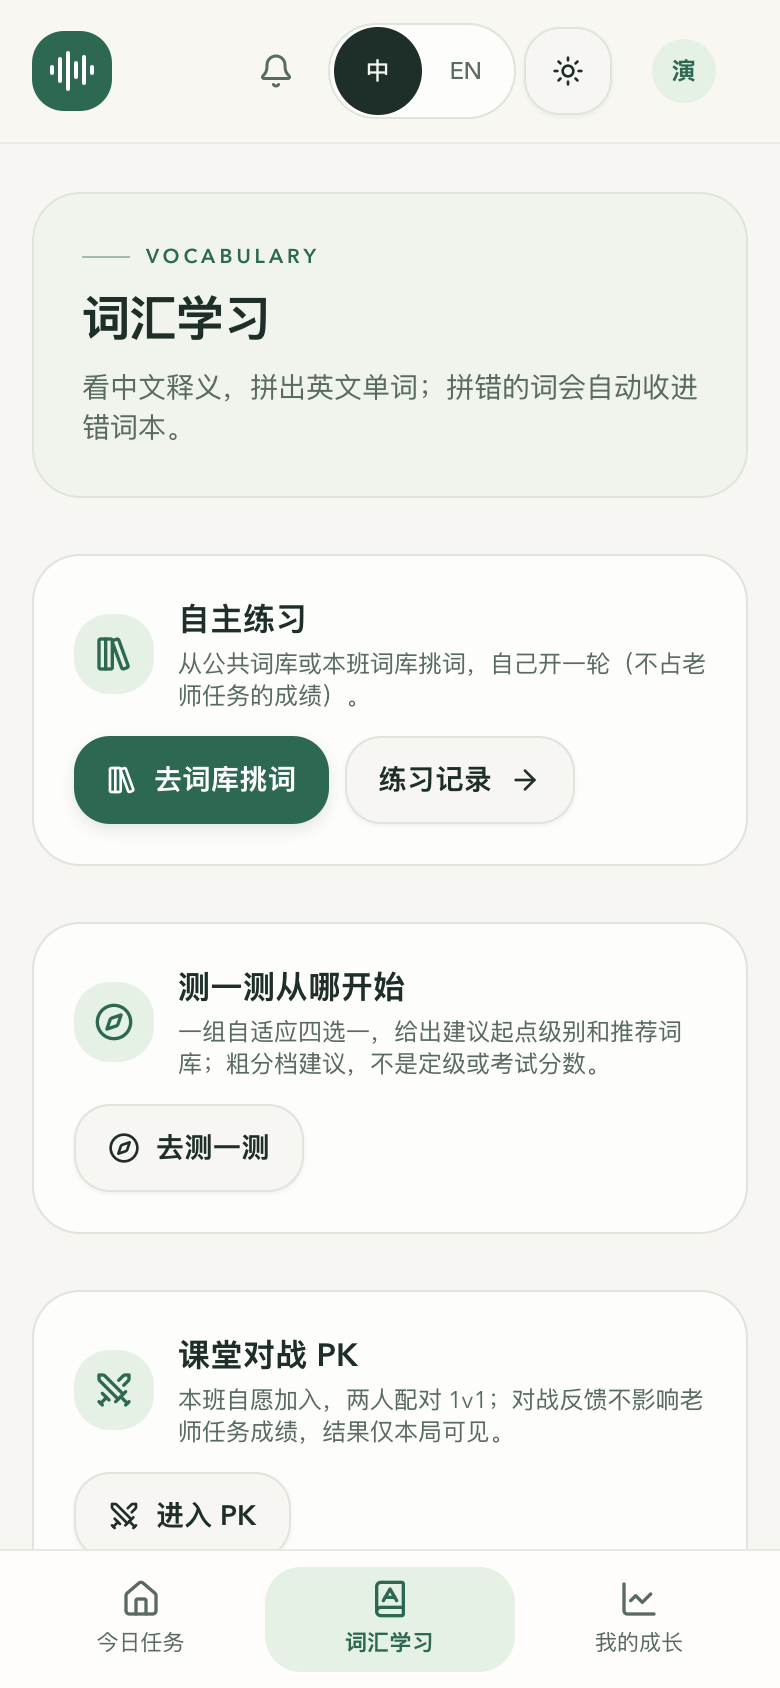 中
EN
演
VOCABULARY
词汇学习
看中文释义，拼出英文单词；拼错的词会自动收进
错词本。
自主练习
从公共词库或本班词库挑词，自己开一轮（不占老
师任务的成绩）。
去词库挑词
练习记录
测一测从哪开始
一组自适应四选一，给出建议起点级别和推荐词
库；粗分档建议，不是定级或考试分数。
去测一测
课堂对战 PK
本班自愿加入，两人配对 1v1；对战反馈不影响老
师任务成绩，结果仅本局可见。
进入 PK
今日任务
词汇学习
我的成长